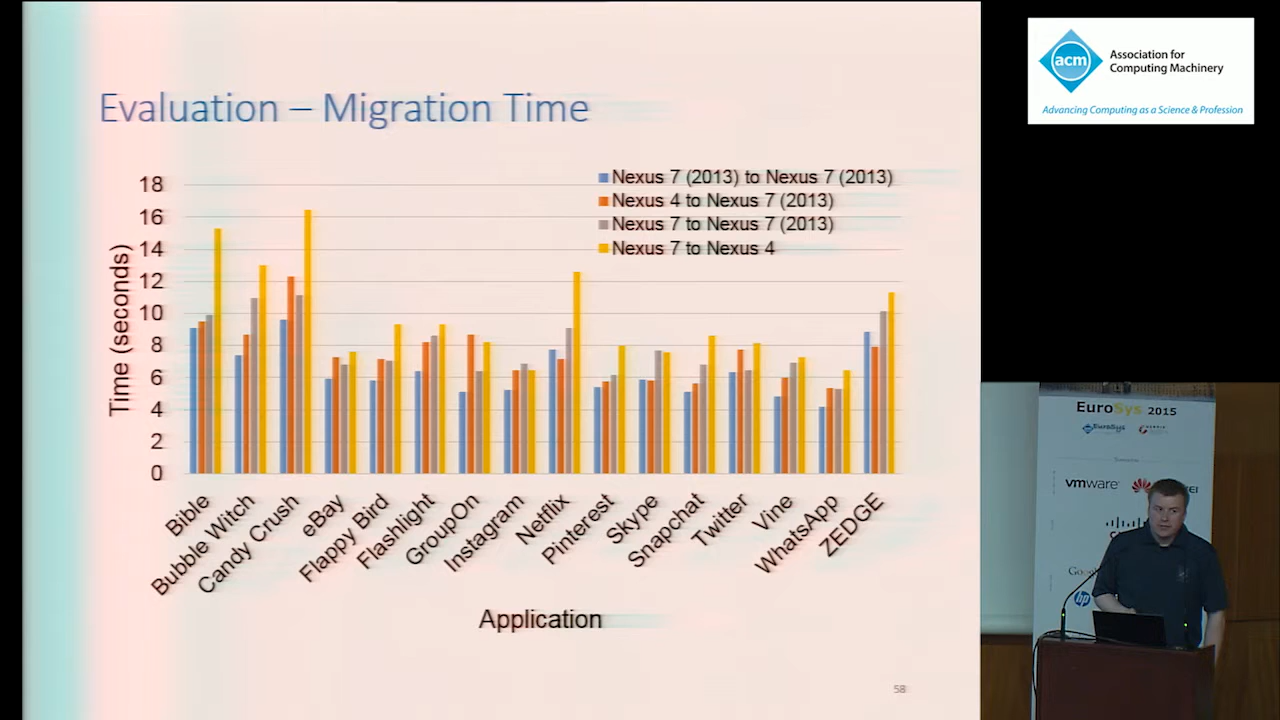 Evaluation – Migration Time
18
16
14
12
10
8
6
4
2
0
Time (seconds)
Nexus 7 (2013) to Nexus 7 (2013)
Nexus 4 to Nexus 7 (2013)
Nexus 7 to Nexus 7 (2013)
Nexus 7 to Nexus 4
Bible
Bubble Witch
Candy Crush
eBay
Flappy Bird
Flashlight
GroupOn
Instagram
Netflix
Pinterest
Skype
Snapchat
Twitter
Vine
WhatsApp
ZEDGE
Application
58
acm
Association for
Computing Machinery
Advancing Computing as a Science & Profession
EuroSys 2015
EuroSys
vmware
hp